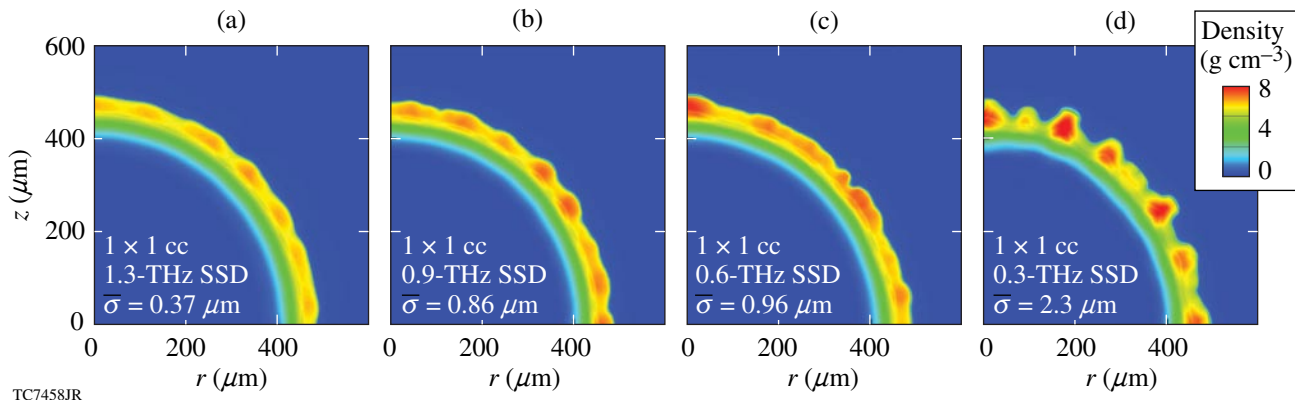 (a)
(b)
(c)
(d)
Density
(g cm⁻³)
8
4
0
600
400
200
0
z (μm)
1 × 1 cc
1.3-THz SSD
σ̅ = 0.37 μm
1 × 1 cc
0.9-THz SSD
σ̅ = 0.86 μm
1 × 1 cc
0.6-THz SSD
σ̅ = 0.96 μm
1 × 1 cc
0.3-THz SSD
σ̅ = 2.3 μm
0 200 400
0 200 400
0 200 400
0 200 400
r (μm)
r (μm)
r (μm)
r (μm)
TC7458JR